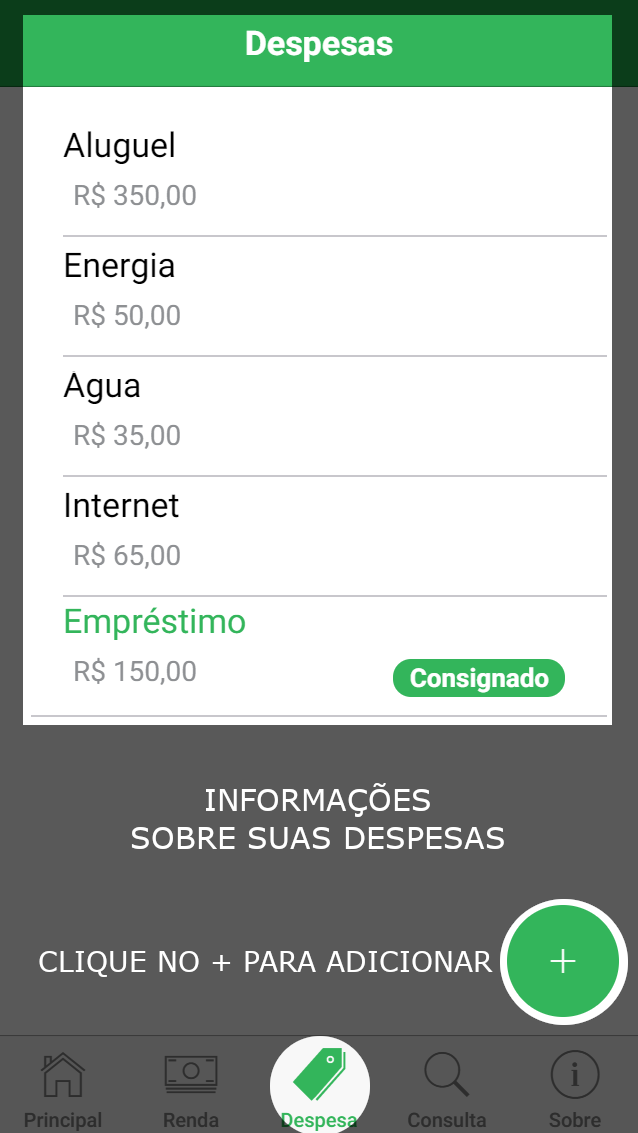 Despesas
Aluguel
R$ 350,00
Energia
R$ 50,00
Agua
R$ 35,00
Internet
R$ 65,00
Empréstimo
R$ 150,00
Consignado
INFORMAÇÕES
SOBRE SUAS DESPESAS
CLIQUE NO + PARA ADICIONAR
+
Principal
Renda
Despesa
Consulta
Sobre